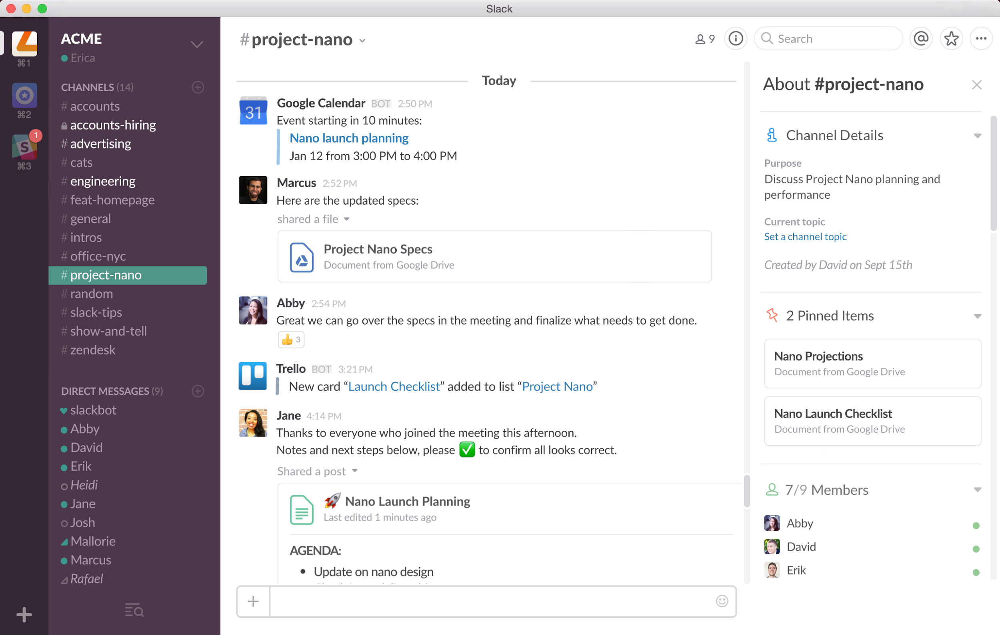 Slack
⌘1
⌘2
1
S
⌘3
ACME
Erica
CHANNELS (14)
# accounts
accounts-hiring
# advertising
# cats
# engineering
# feat-homepage
# general
# intros
# office-nyc
# project-nano
# random
# slack-tips
# show-and-tell
# zendesk
DIRECT MESSAGES (9)
slackbot
Abby
David
Erik
Heidi
Jane
Josh
Mallorie
Marcus
Rafael
#project-nano
9
Search
Today
31
Google Calendar BOT 2:50 PM
Event starting in 10 minutes:
Nano launch planning
Jan 12 from 3:00 PM to 4:00 PM
Marcus 2:52 PM
Here are the updated specs:
shared a file
Project Nano Specs
Document from Google Drive
Abby 2:54 PM
Great we can go over the specs in the meeting and finalize what needs to get done.
3
Trello BOT 3:21 PM
New card “Launch Checklist” added to list “Project Nano”
Jane 4:14 PM
Thanks to everyone who joined the meeting this afternoon.
Notes and next steps below, please ✅ to confirm all looks correct.
Shared a post
🚀 Nano Launch Planning
Last edited 1 minutes ago
AGENDA:
• Update on nano design
About #project-nano
Channel Details
Purpose
Discuss Project Nano planning and
performance
Current topic
Set a channel topic
Created by David on Sept 15th
2 Pinned Items
Nano Projections
Document from Google Drive
Nano Launch Checklist
Document from Google Drive
7/9 Members
Abby
David
Erik